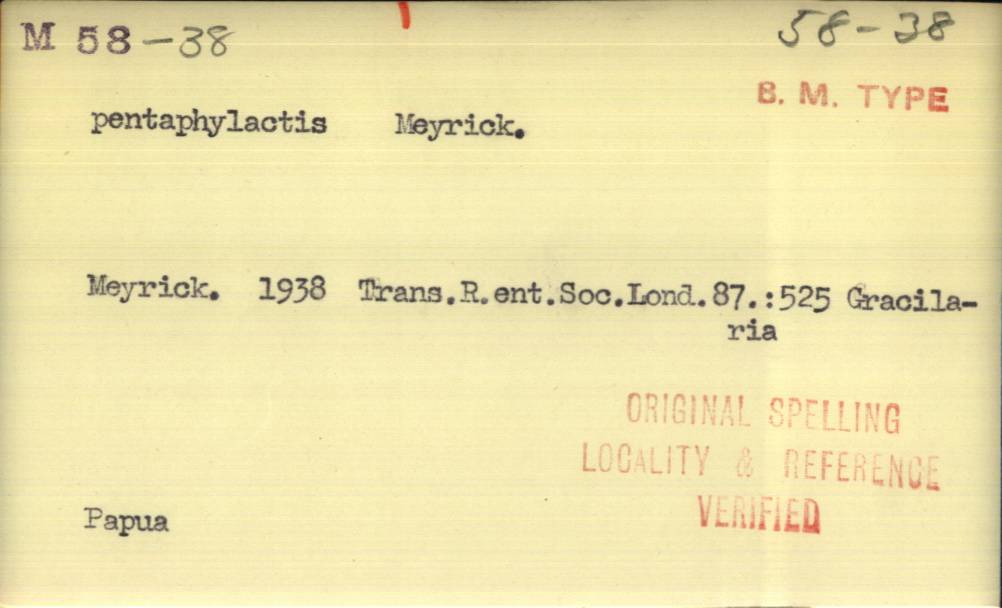 M 58-38 58-38
B. M. TYPE
pentaphylactis Meyrick.
Meyrick. 1938 Trans.R.ent.Soc.Lond.87.:525 Gracila-
ria
ORIGINAL SPELLING
LOCALITY & REFERENCE
VERIFIED
Papua